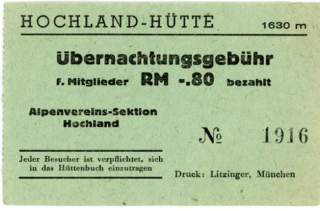 HOCHLAND-HÜTTE 1630 m
Übernachtungsgebühr
f. Mitglieder RM -.80 bezahlt
Alpenvereins-Sektion
Hochland
№ 1916
Jeder Besucher ist verpflichtet, sich
in das Hüttenbuch einzutragen
Druck: Litzinger, München